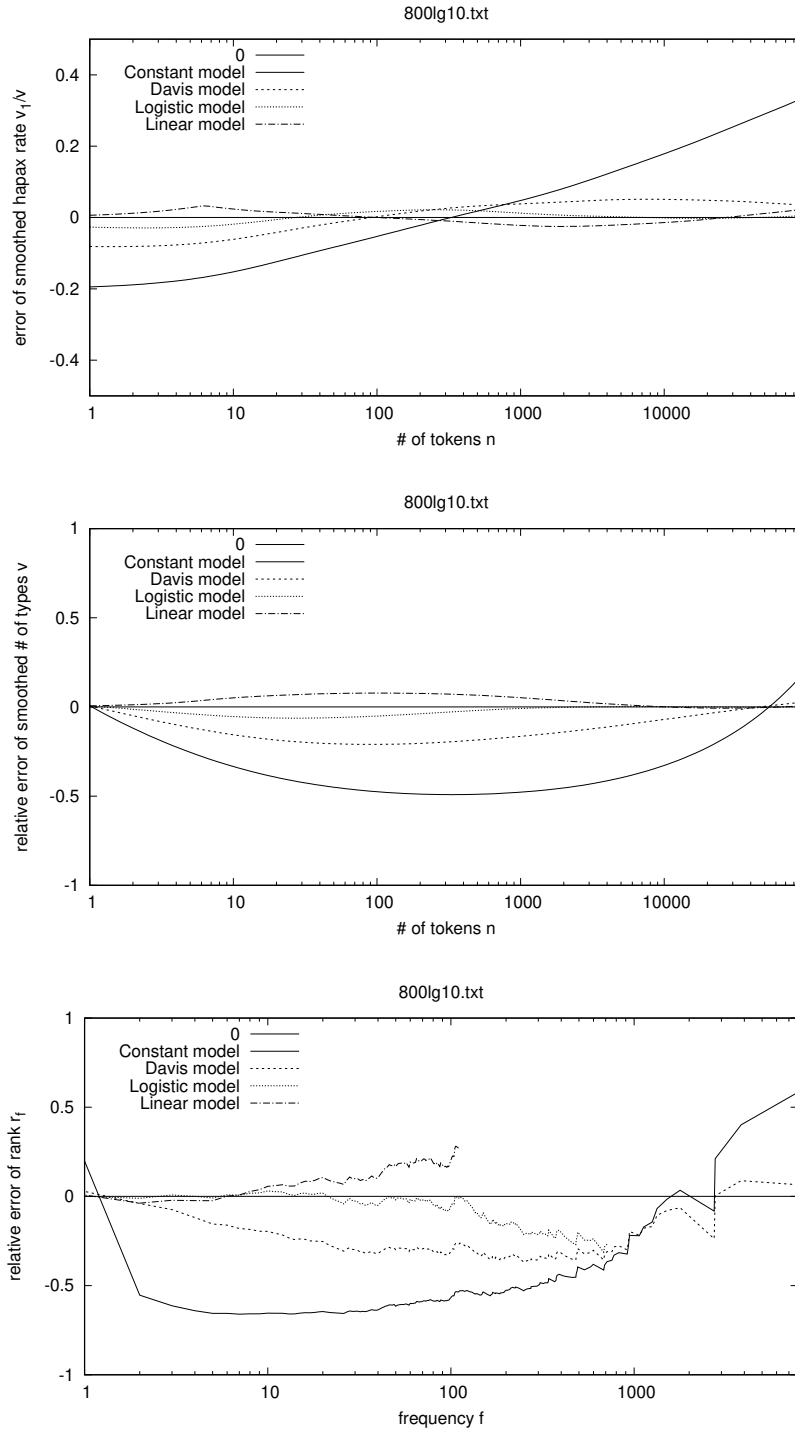 800lg10.txt
0
Constant model
Davis model
Logistic model
Linear model
error of smoothed hapax rate v1/v
0.4
0.2
0
-0.2
-0.4
1 10 100 1000 10000
# of tokens n
800lg10.txt
0
Constant model
Davis model
Logistic model
Linear model
relative error of smoothed # of types v
1
0.5
0
-0.5
-1
1 10 100 1000 10000
# of tokens n
800lg10.txt
0
Constant model
Davis model
Logistic model
Linear model
relative error of rank rf
1
0.5
0
-0.5
-1
1 10 100 1000
frequency f